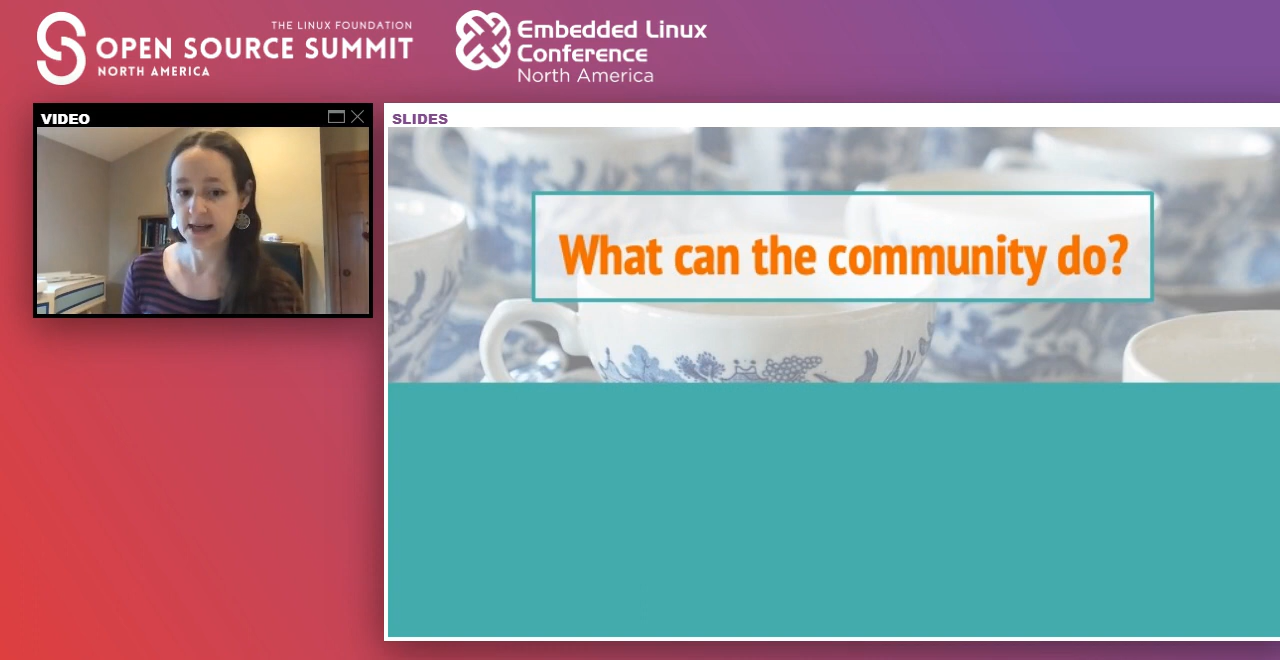 THE LINUX FOUNDATION
OPEN SOURCE SUMMIT
NORTH AMERICA
Embedded Linux
Conference
North America
VIDEO
SLIDES
What can the community do?